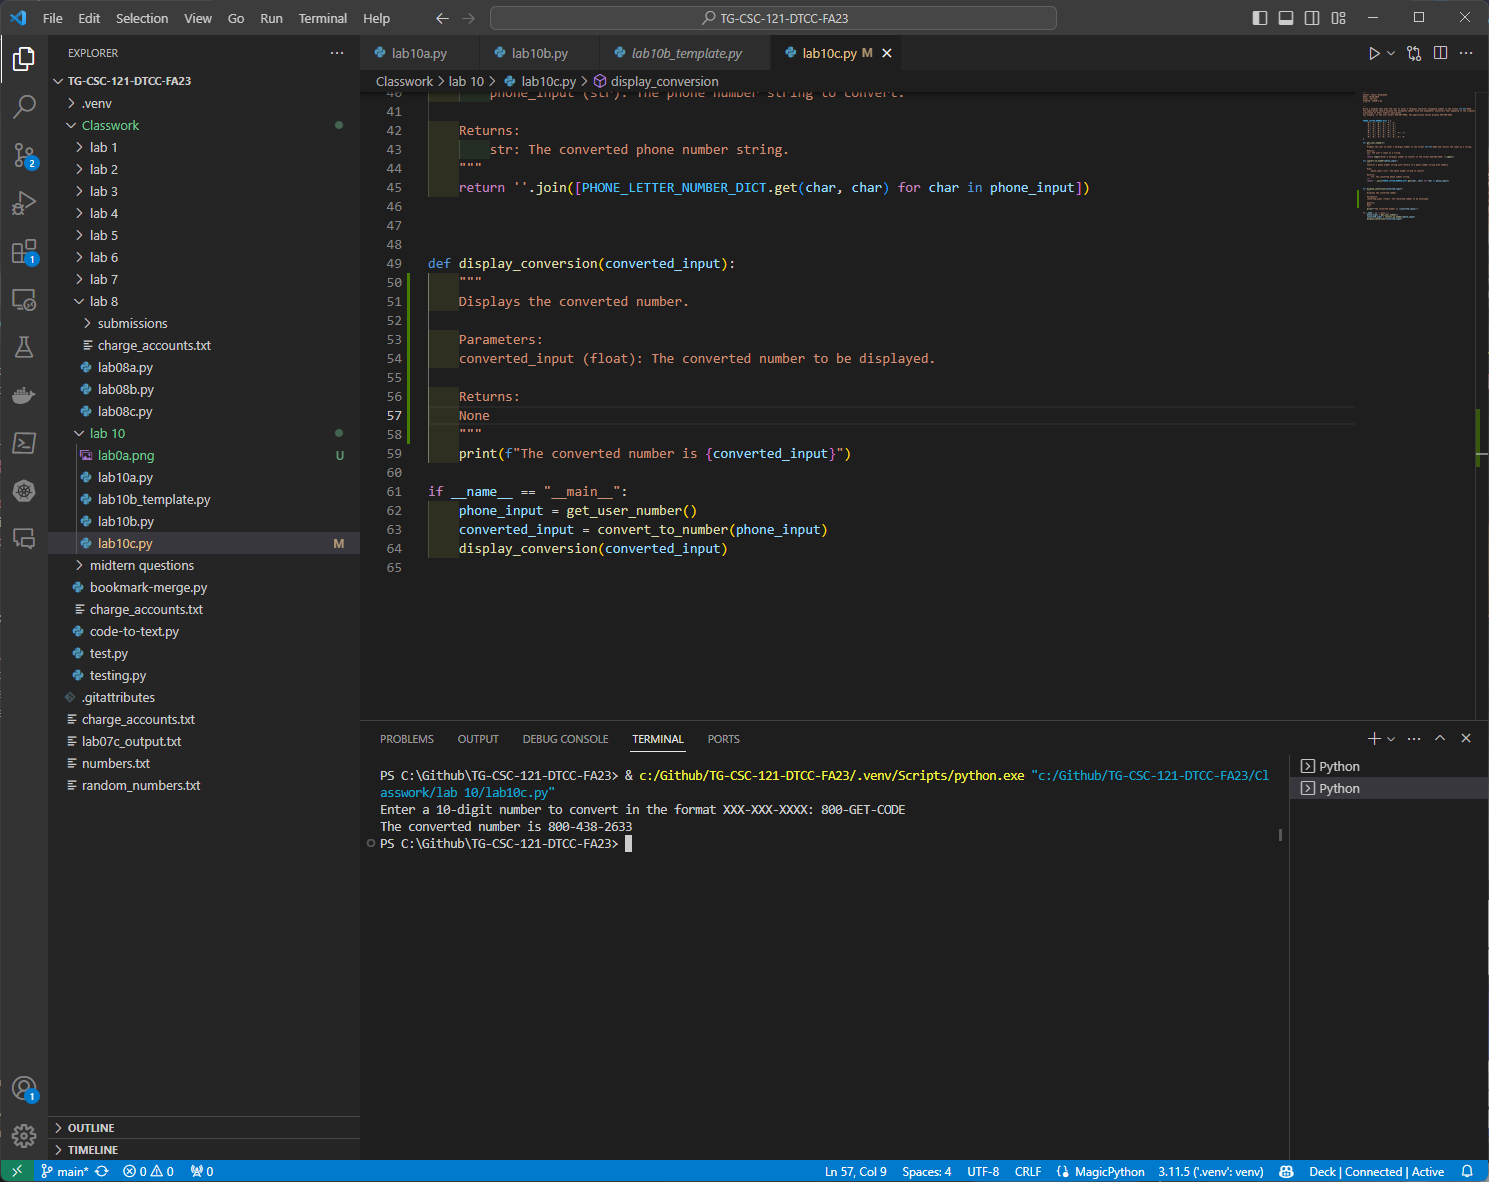 File Edit Selection View Go Run Terminal Help
TG-CSC-121-DTCC-FA23
EXPLORER
TG-CSC-121-DTCC-FA23
.venv
Classwork
lab 1
lab 2
lab 3
lab 4
lab 5
lab 6
lab 7
lab 8
submissions
charge_accounts.txt
lab08a.py
lab08b.py
lab08c.py
lab 10
lab0a.png U
lab10a.py
lab10b_template.py
lab10b.py
lab10c.py M
midtern questions
bookmark-merge.py
charge_accounts.txt
code-to-text.py
test.py
testing.py
.gitattributes
charge_accounts.txt
lab07c_output.txt
numbers.txt
random_numbers.txt
OUTLINE
TIMELINE
2
1
1
lab10a.py lab10b.py lab10b_template.py lab10c.py M
Classwork > lab 10 > lab10c.py > display_conversion
40 phone_input (str): The phone number string to convert.
41
42 Returns:
43 str: The converted phone number string.
44 """
45 return ''.join([PHONE_LETTER_NUMBER_DICT.get(char, char) for char in phone_input])
46
47
48
49 def display_conversion(converted_input):
50 """
51 Displays the converted number.
52
53 Parameters:
54 converted_input (float): The converted number to be displayed.
55
56 Returns:
57 None
58 """
59 print(f"The converted number is {converted_input}")
60
61 if __name__ == "__main__":
62 phone_input = get_user_number()
63 converted_input = convert_to_number(phone_input)
64 display_conversion(converted_input)
65
PROBLEMS OUTPUT DEBUG CONSOLE TERMINAL PORTS
PS C:\Github\TG-CSC-121-DTCC-FA23> & c:/Github/TG-CSC-121-DTCC-FA23/.venv/Scripts/python.exe "c:/Github/TG-CSC-121-DTCC-FA23/Cl
asswork/lab 10/lab10c.py"
Enter a 10-digit number to convert in the format XXX-XXX-XXXX: 800-GET-CODE
The converted number is 800-438-2633
PS C:\Github\TG-CSC-121-DTCC-FA23>
Python
Python
main* 0 0 0 Ln 57, Col 9 Spaces: 4 UTF-8 CRLF MagicPython 3.11.5 ('.venv': venv) Deck | Connected | Active